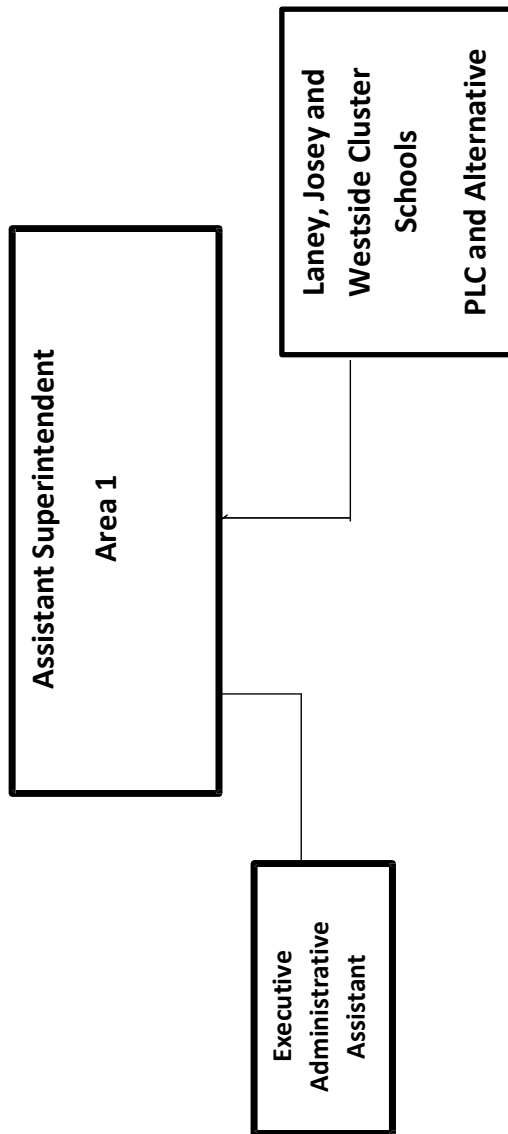 Assistant Superintendent
Area 1
Executive
Administrative
Assistant
Laney, Josey and
Westside Cluster
Schools
PLC and Alternative